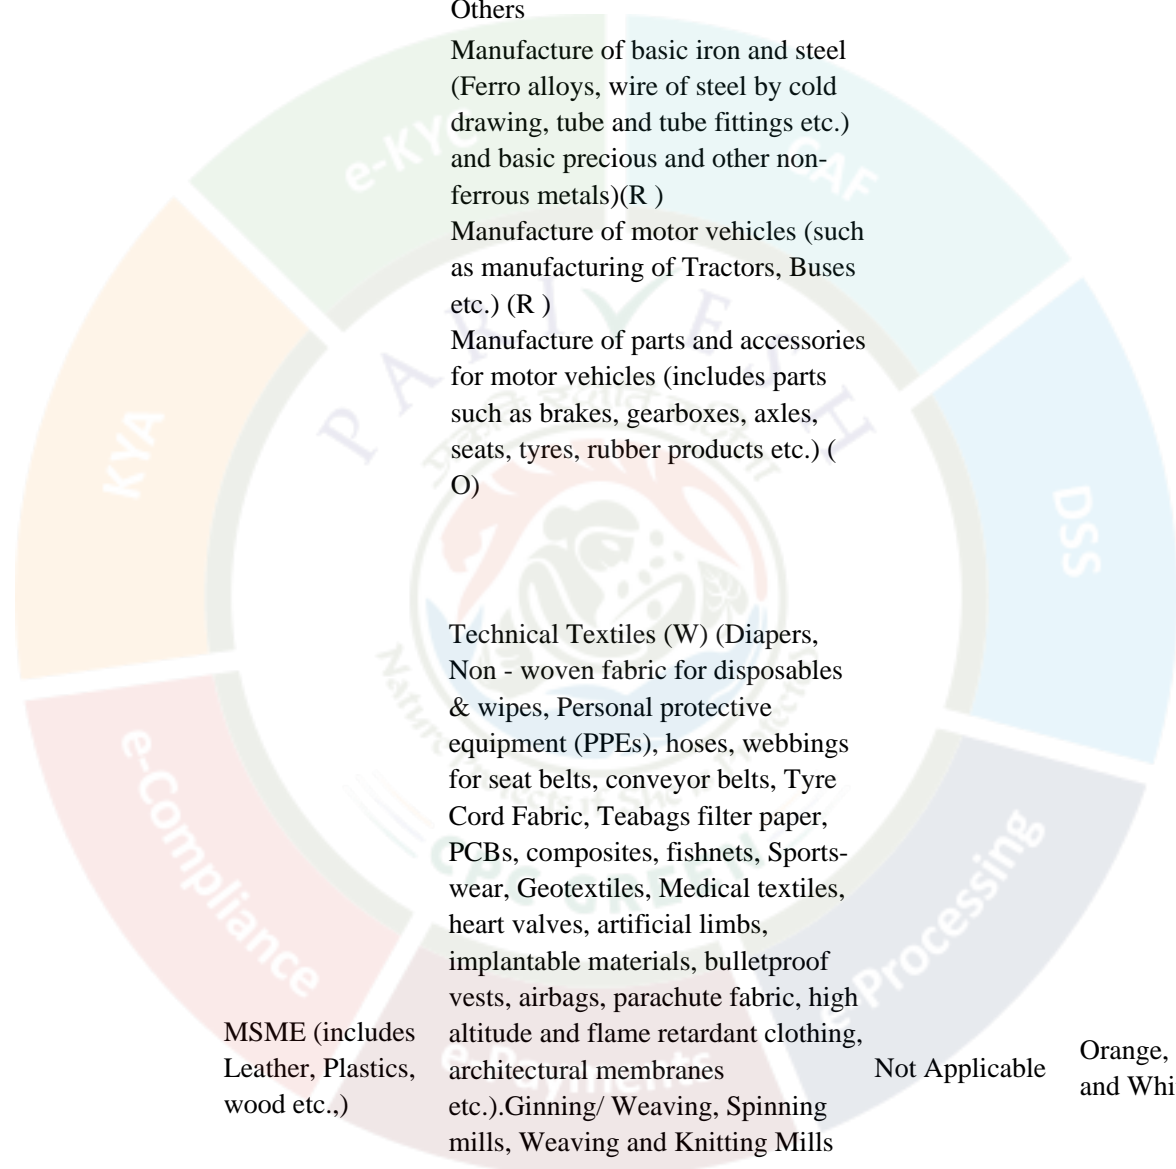 Others
Manufacture of basic iron and steel
(Ferro alloys, wire of steel by cold
drawing, tube and tube fittings etc.)
and basic precious and other non-
ferrous metals)(R )
Manufacture of motor vehicles (such
as manufacturing of Tractors, Buses
etc.) (R )
Manufacture of parts and accessories
for motor vehicles (includes parts
such as brakes, gearboxes, axles,
seats, tyres, rubber products etc.) (
O)
Technical Textiles (W) (Diapers,
Non - woven fabric for disposables
& wipes, Personal protective
equipment (PPEs), hoses, webbings
for seat belts, conveyor belts, Tyre
Cord Fabric, Teabags filter paper,
PCBs, composites, fishnets, Sports-
wear, Geotextiles, Medical textiles,
heart valves, artificial limbs,
implantable materials, bulletproof
vests, airbags, parachute fabric, high
altitude and flame retardant clothing,
architectural membranes
etc.).Ginning/ Weaving, Spinning
mills, Weaving and Knitting Mills
MSME (includes
Leather, Plastics,
wood etc.,)
Not Applicable
Orange,
and Whi
e-KYC
CAF
KYA
DSS
e-Compliance
e-Payments
e-Processing
PARIVESH
CPC GREEN